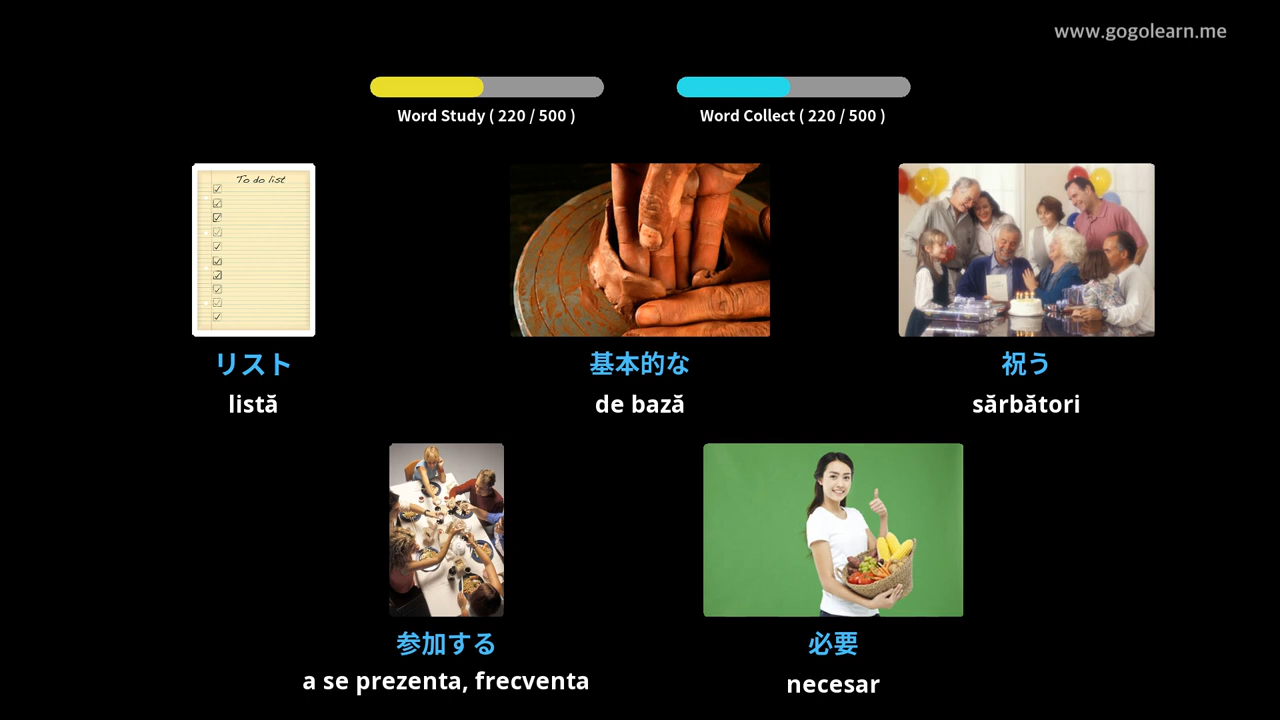 www.gogolearn.me
Word Study ( 220 / 500 )
Word Collect ( 220 / 500 )
To do list
リスト
listă
基本的な
de bază
祝う
sărbători
参加する
a se prezenta, frecventa
必要
necesar